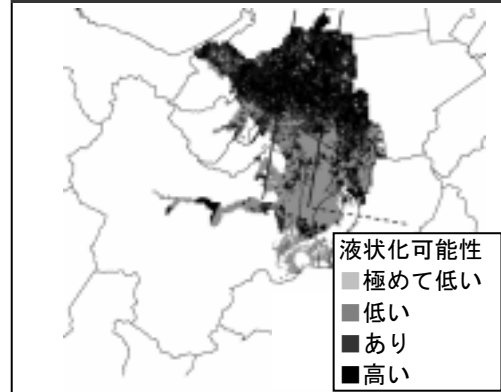 液状化可能性
極めて低い
低い
あり
高い